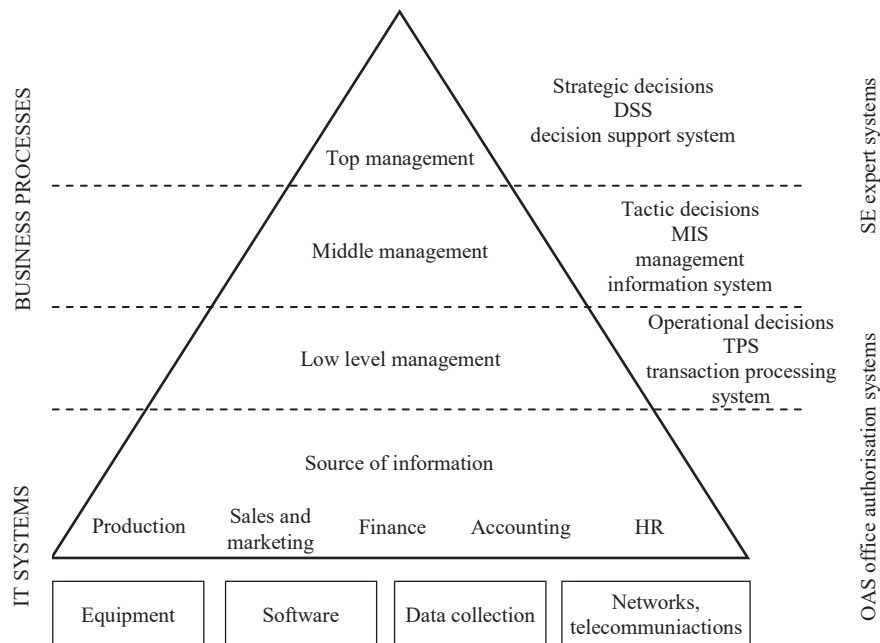 BUSINESS PROCESSES
IT SYSTEMS
Strategic decisions
DSS
decision support system
Top management
Tactic decisions
MIS
management
information system
Middle management
Operational decisions
TPS
transaction processing
system
Low level management
Source of information
Production
Sales and
marketing
Finance
Accounting
HR
Equipment
Software
Data collection
Networks,
telecommuniactions
SE expert systems
OAS office authorisation systems